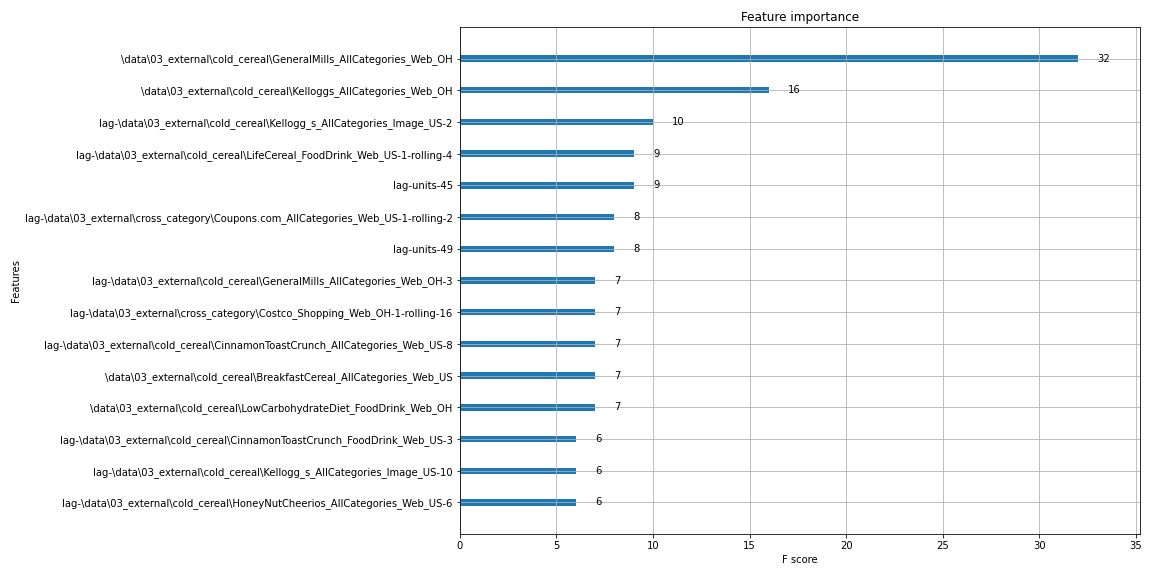 Feature importance
\data\03_external\cold_cereal\GeneralMills_AllCategories_Web_OH 32
\data\03_external\cold_cereal\Kelloggs_AllCategories_Web_OH 16
lag-\data\03_external\cold_cereal\Kellogg_s_AllCategories_Image_US-2 10
lag-\data\03_external\cold_cereal\LifeCereal_FoodDrink_Web_US-1-rolling-4 9
lag-units-45 9
lag-\data\03_external\cross_category\Coupons.com_AllCategories_Web_US-1-rolling-2 8
lag-units-49 8
lag-\data\03_external\cold_cereal\GeneralMills_AllCategories_Web_OH-3 7
lag-\data\03_external\cross_category\Costco_Shopping_Web_OH-1-rolling-16 7
lag-\data\03_external\cold_cereal\CinnamonToastCrunch_AllCategories_Web_US-8 7
\data\03_external\cold_cereal\BreakfastCereal_AllCategories_Web_US 7
\data\03_external\cold_cereal\LowCarbohydrateDiet_FoodDrink_Web_OH 7
lag-\data\03_external\cold_cereal\CinnamonToastCrunch_FoodDrink_Web_US-3 6
lag-\data\03_external\cold_cereal\Kellogg_s_AllCategories_Image_US-10 6
lag-\data\03_external\cold_cereal\HoneyNutCheerios_AllCategories_Web_US-6 6
Features
0 5 10 15 20 25 30 35
F score